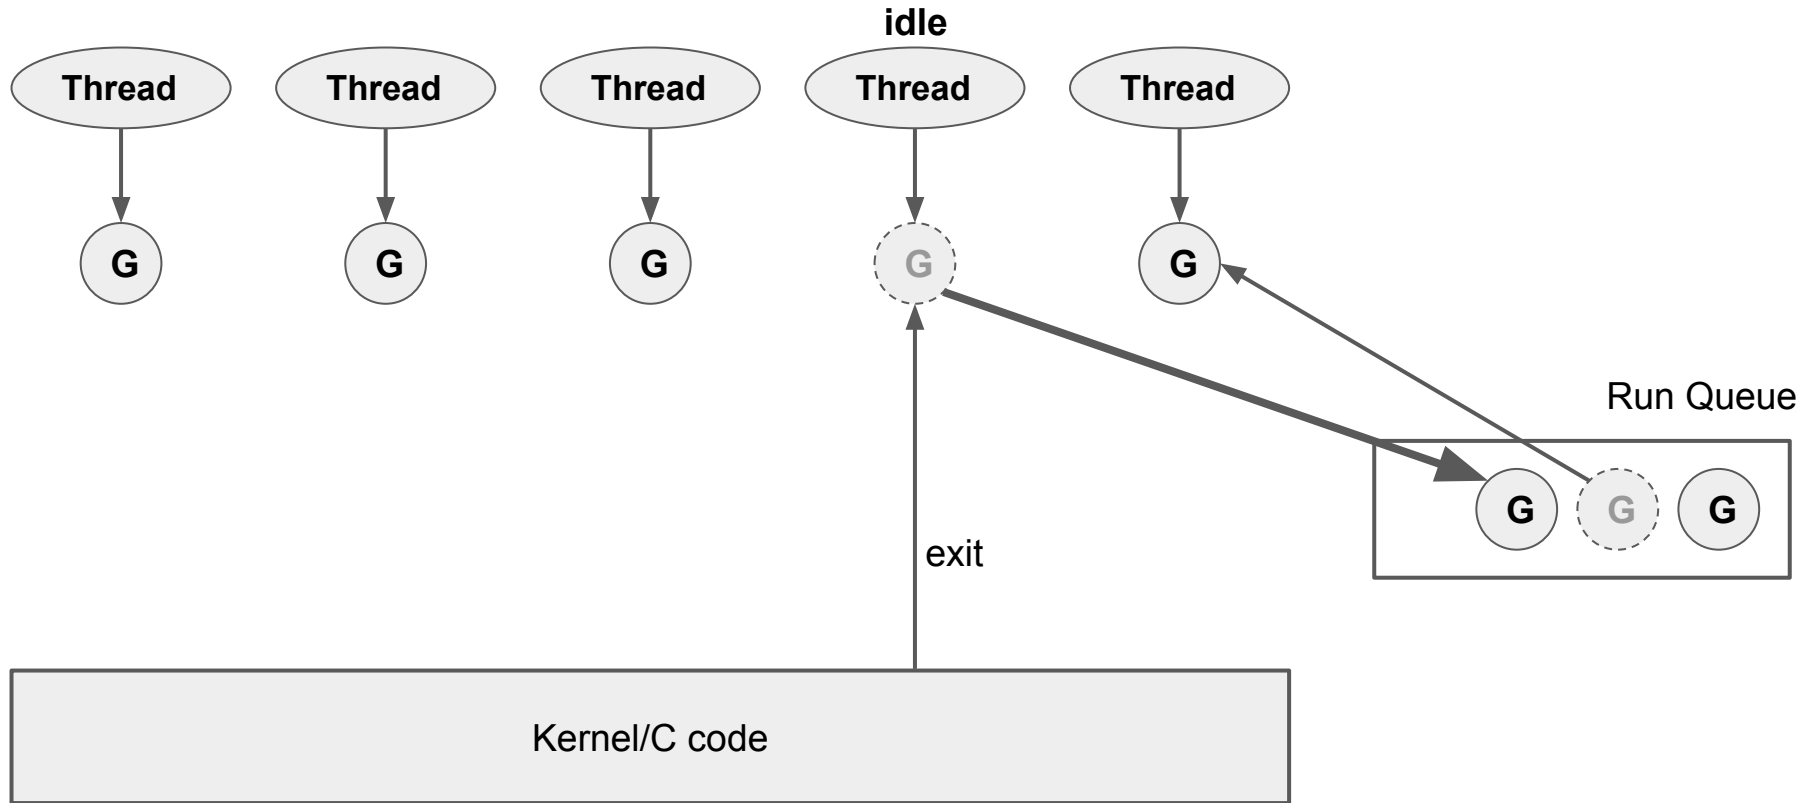 idle
Thread Thread Thread Thread Thread
G G G G G
Run Queue
G G G
exit
Kernel/C code